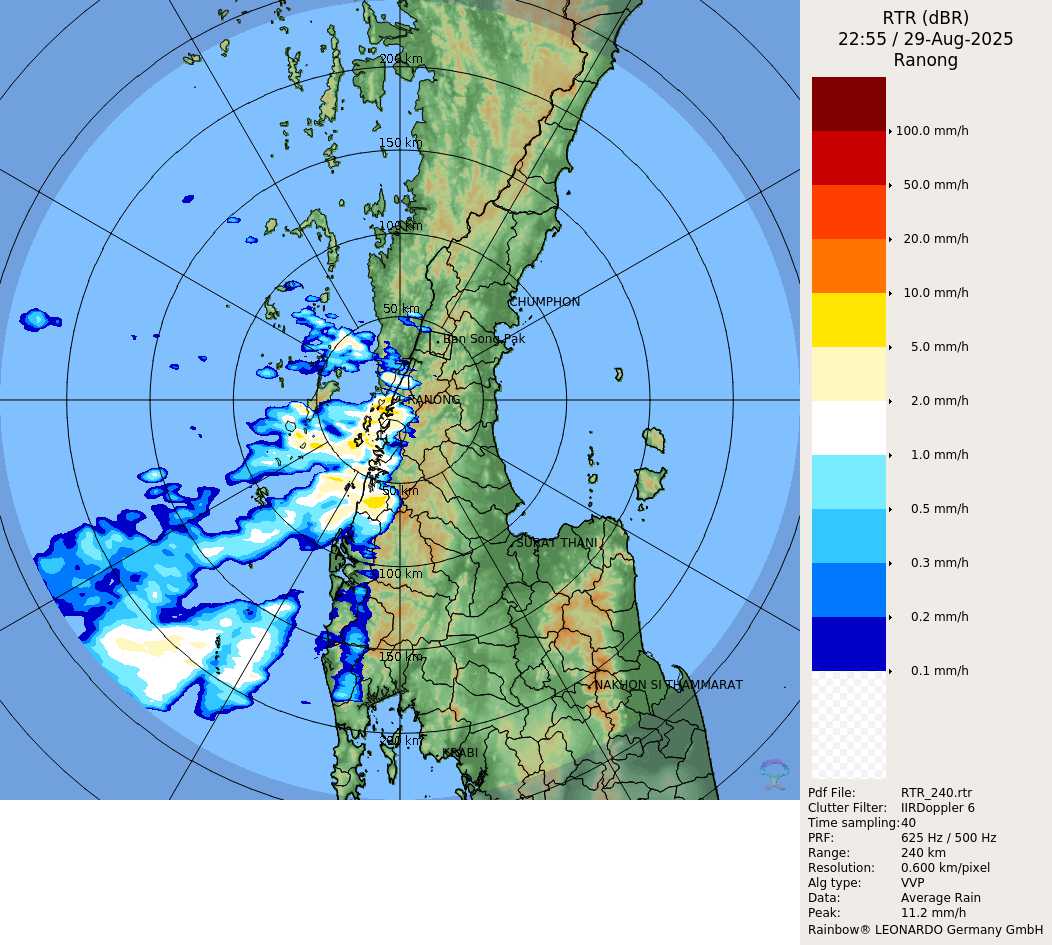 RTR (dBR)
22:55 / 29-Aug-2025
Ranong
100.0 mm/h
50.0 mm/h
20.0 mm/h
10.0 mm/h
5.0 mm/h
2.0 mm/h
1.0 mm/h
0.5 mm/h
0.3 mm/h
0.2 mm/h
0.1 mm/h
200 km
150 km
100 km
50 km
CHUMPHON
Ban Song Pak
RANONG
50 km
SURAT THANI
100 km
150 km
NAKHON SI THAMMARAT
200 km
KRABI
Pdf File: RTR_240.rtr
Clutter Filter: IIRDoppler 6
Time sampling: 40
PRF: 625 Hz / 500 Hz
Range: 240 km
Resolution: 0.600 km/pixel
Alg type: VVP
Data: Average Rain
Peak: 11.2 mm/h
Rainbow® LEONARDO Germany GmbH